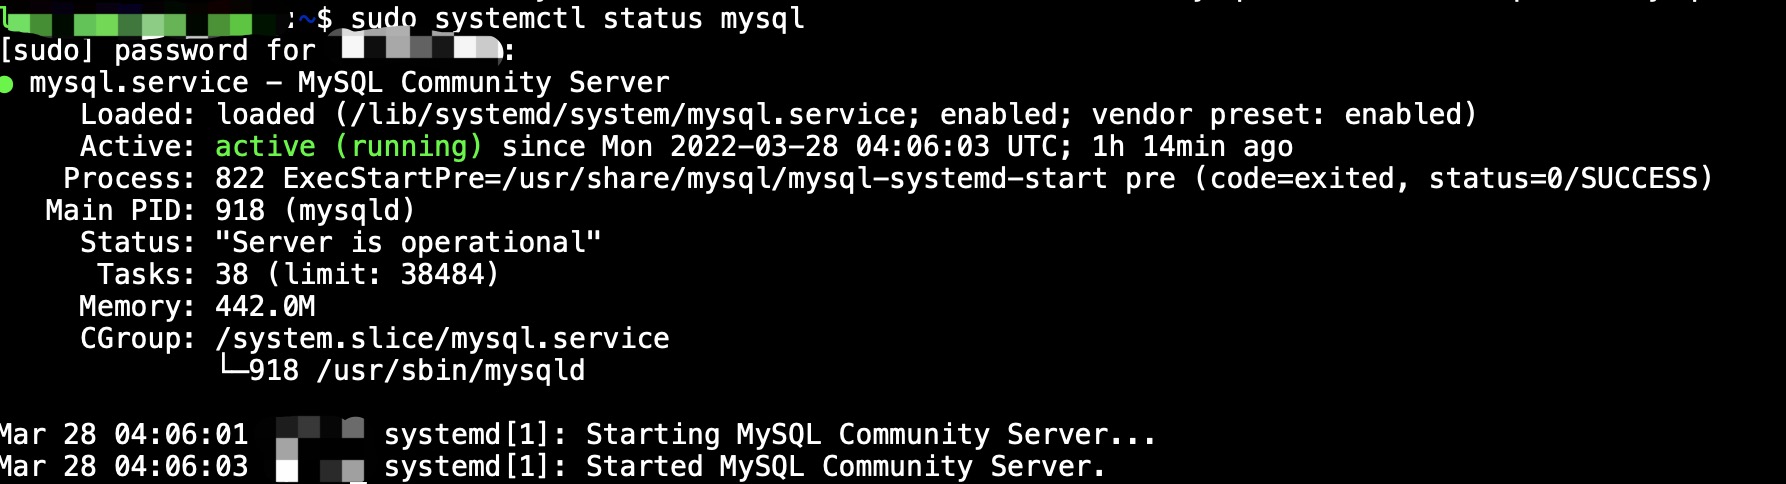 :~$ sudo systemctl status mysql
[sudo] password for :
● mysql.service - MySQL Community Server
Loaded: loaded (/lib/systemd/system/mysql.service; enabled; vendor preset: enabled)
Active: active (running) since Mon 2022-03-28 04:06:03 UTC; 1h 14min ago
Process: 822 ExecStartPre=/usr/share/mysql/mysql-systemd-start pre (code=exited, status=0/SUCCESS)
Main PID: 918 (mysqld)
Status: "Server is operational"
Tasks: 38 (limit: 38484)
Memory: 442.0M
CGroup: /system.slice/mysql.service
└─918 /usr/sbin/mysqld
Mar 28 04:06:01 systemd[1]: Starting MySQL Community Server...
Mar 28 04:06:03 systemd[1]: Started MySQL Community Server.